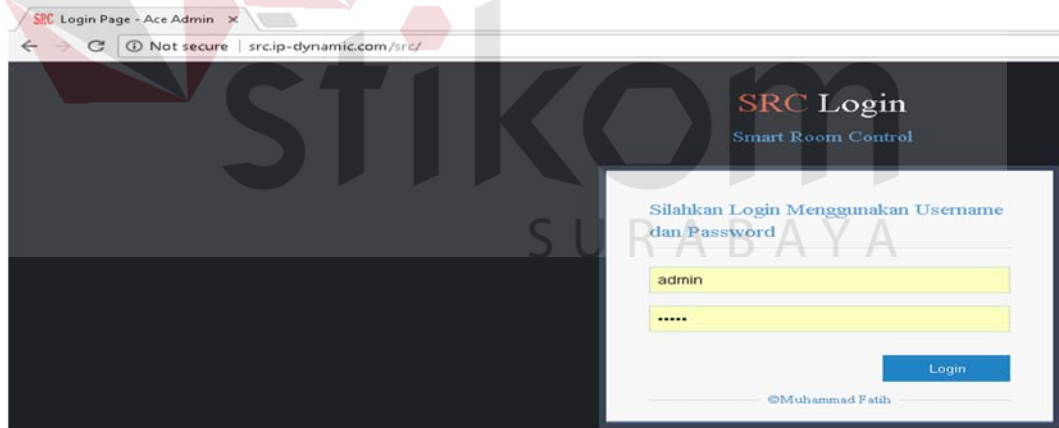 SRC Login Page - Ace Admin ×
Not secure | src.ip-dynamic.com/src/
SRC Login
Smart Room Control
Silahkan Login Menggunakan Username
dan Password
admin
•••••
Login
©Muhammad Fatih
STIKOM
SURABAYA